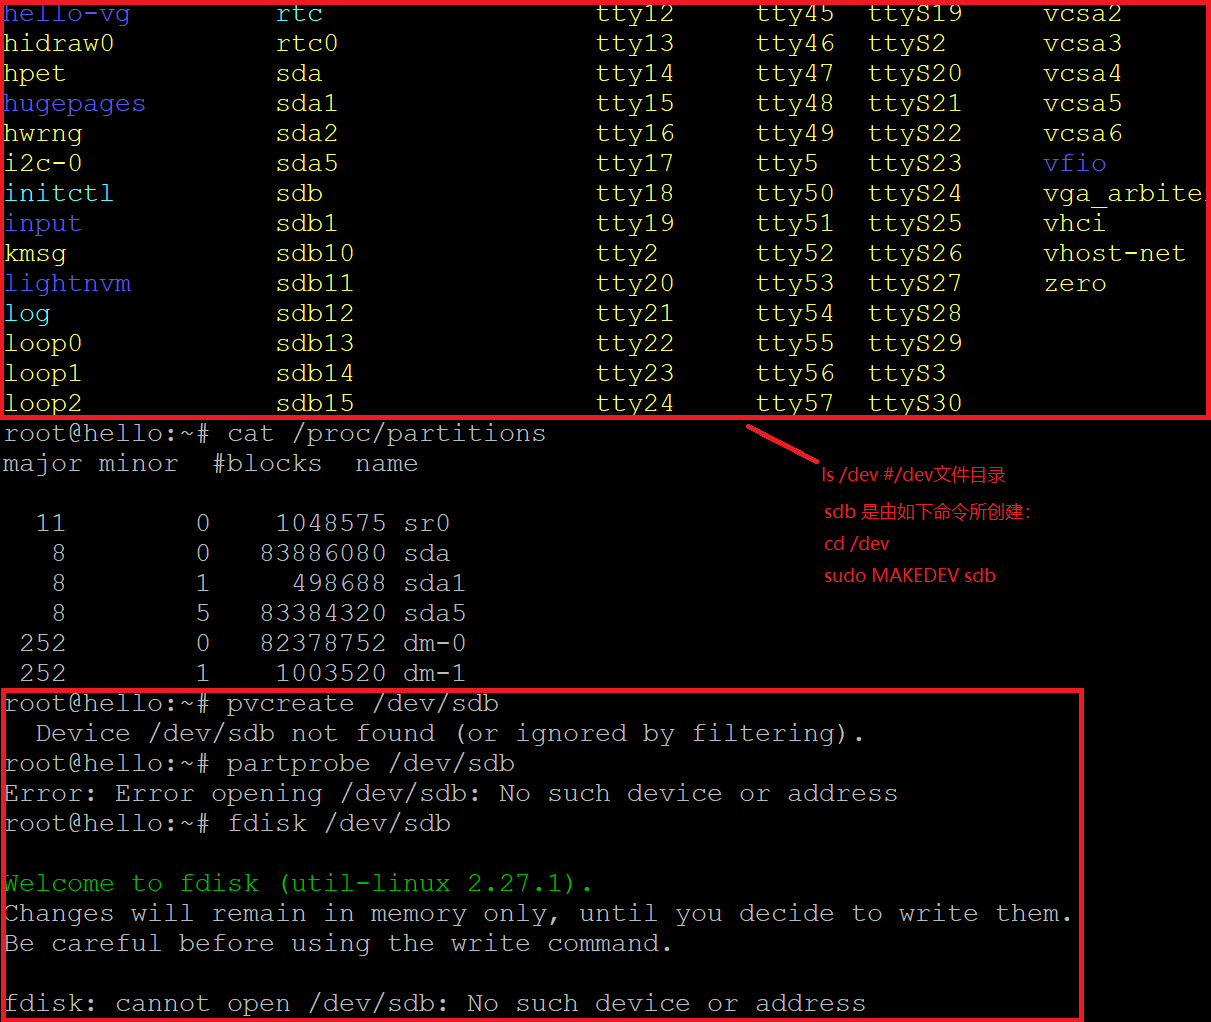 hello-vg rtc tty12 tty45 ttyS19 vcsa2
hidraw0 rtc0 tty13 tty46 ttyS2 vcsa3
hpet sda tty14 tty47 ttyS20 vcsa4
hugepages sda1 tty15 tty48 ttyS21 vcsa5
hwrng sda2 tty16 tty49 ttyS22 vcsa6
i2c-0 sda5 tty17 tty5 ttyS23 vfio
initctl sdb tty18 tty50 ttyS24 vga_arbite
input sdb1 tty19 tty51 ttyS25 vhci
kmsg sdb10 tty2 tty52 ttyS26 vhost-net
lightnvm sdb11 tty20 tty53 ttyS27 zero
log sdb12 tty21 tty54 ttyS28
loop0 sdb13 tty22 tty55 ttyS29
loop1 sdb14 tty23 tty56 ttyS3
loop2 sdb15 tty24 tty57 ttyS30
root@hello:~# cat /proc/partitions
major minor  #blocks  name
11 0 1048575 sr0
8 0 83886080 sda
8 1 498688 sda1
8 5 83384320 sda5
252 0 82378752 dm-0
252 1 1003520 dm-1
ls /dev #/dev文件目录
sdb 是由如下命令所创建：
cd /dev
sudo MAKEDEV sdb
root@hello:~# pvcreate /dev/sdb
Device /dev/sdb not found (or ignored by filtering).
root@hello:~# partprobe /dev/sdb
Error: Error opening /dev/sdb: No such device or address
root@hello:~# fdisk /dev/sdb
Welcome to fdisk (util-linux 2.27.1).
Changes will remain in memory only, until you decide to write them.
Be careful before using the write command.
fdisk: cannot open /dev/sdb: No such device or address